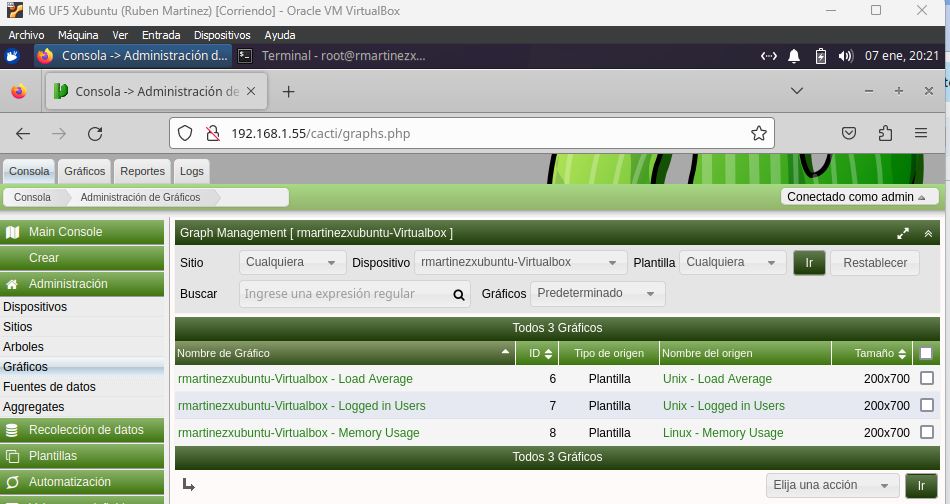 M6 UF5 Xubuntu (Ruben Martinez) [Corriendo] - Oracle VM VirtualBox
Archivo Máquina Ver Entrada Dispositivos Ayuda
Consola -> Administración d... Terminal - root@rmartinezx... 07 ene, 20:21
Consola -> Administración de
192.168.1.55/cacti/graphs.php
Consola Gráficos Reportes Logs
Consola Administración de Gráficos Conectado como admin
Main Console
Crear
Administración
Dispositivos
Sitios
Arboles
Gráficos
Fuentes de datos
Aggregates
Recolección de datos
Plantillas
Automatización
Graph Management [ rmartinezxubuntu-Virtualbox ]
Sitio Cualquiera Dispositivo rmartinezxubuntu-Virtualbox Plantilla Cualquiera Ir Restablecer
Buscar Ingrese una expresión regular Gráficos Predeterminado
Todos 3 Gráficos
Nombre de Gráfico ID Tipo de origen Nombre del origen Tamaño
rmartinezxubuntu-Virtualbox - Load Average 6 Plantilla Unix - Load Average 200x700
rmartinezxubuntu-Virtualbox - Logged in Users 7 Plantilla Unix - Logged in Users 200x700
rmartinezxubuntu-Virtualbox - Memory Usage 8 Plantilla Linux - Memory Usage 200x700
Todos 3 Gráficos
Elija una acción Ir